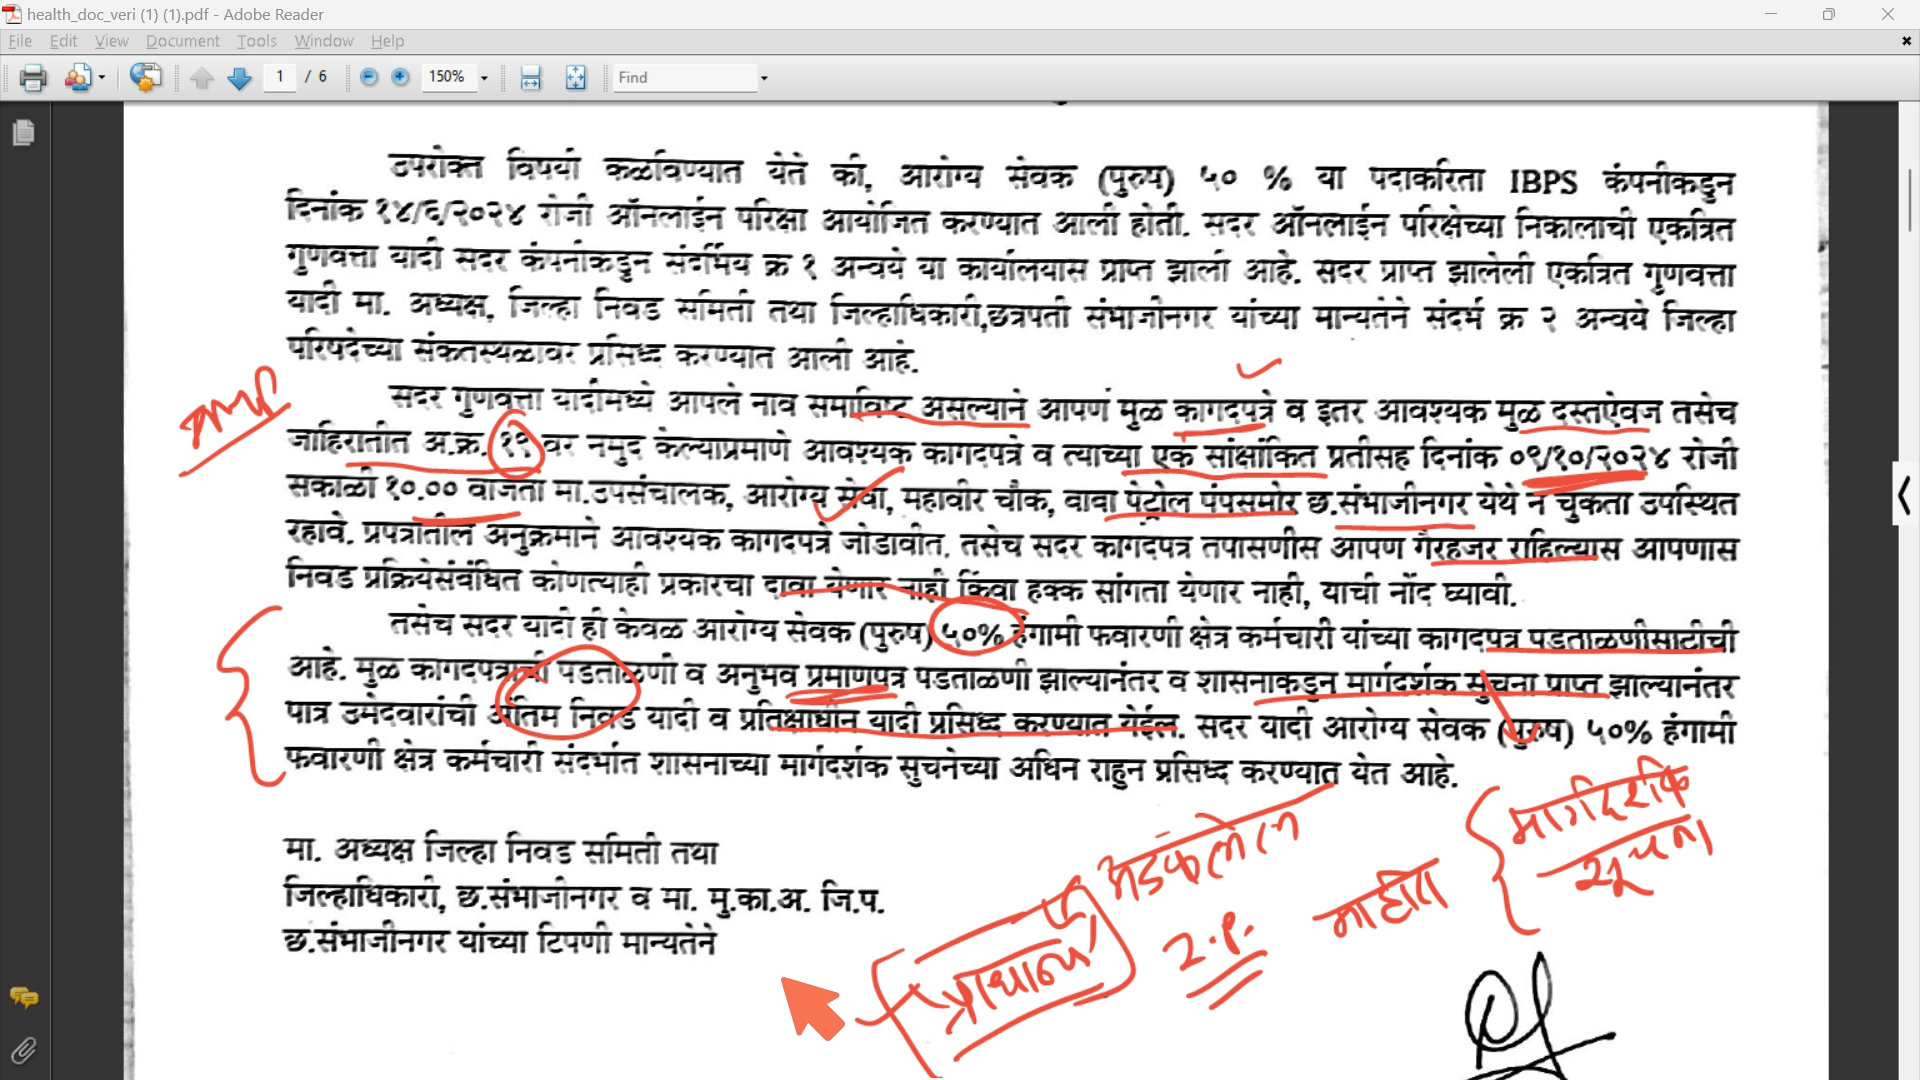 health_doc_veri (1) (1).pdf - Adobe Reader
File Edit View Document Tools Window Help
1 / 6 150% Find
उपरोक्त विषयी कळविण्यात येते की, आरोग्य सेवक (पुरुष) ५० % या पदाकरिता IBPS कंपनीकडुन
दिनांक १४/६/२०२४ रोजी ऑनलाईन परिक्षा आयोजित करण्यात आली होती. सदर ऑनलाईन परिक्षेच्या निकालाची एकत्रित
गुणवत्ता यादी सदर कंपनीकडुन संदर्भिय क्र १ अन्वये या कार्यालयास प्राप्त झाली आहे. सदर प्राप्त झालेली एकत्रित गुणवत्ता
यादी मा. अध्यक्ष, जिल्हा निवड समिती तथा जिल्हाधिकारी,छत्रपती संभाजीनगर यांच्या मान्यतेने संदर्भ क्र २ अन्वये जिल्हा
परिषदेच्या संकतस्थळावर प्रसिध्द करण्यात आली आहे.
सदर गुणवत्ता यादीमध्ये आपले नाव समाविष्ट असल्याने आपण मुळ कागदपत्रे व इतर आवश्यक मुळ दस्तऐवज तसेच
जाहिरातीत अ.क्र. १९ वर नमुद केल्याप्रमाणे आवश्यक कागदपत्रे व त्याच्या एक सांक्षांकित प्रतीसह दिनांक ०९/१०/२०२४ रोजी
सकाळी १०.०० वाजता मा.उपसंचालक, आरोग्य सेवा, महावीर चौक, वावा पेट्रोल पंपसमोर छ.संभाजीनगर येथे न चुकता उपस्थित
रहावे. प्रपत्रातील अनुक्रमाने आवश्यक कागदपत्रे जोडावीत. तसेच सदर कागदपत्र तपासणीस आपण गैरहजर राहिल्यास आपणास
निवड प्रक्रियेसंबंधित कोणत्याही प्रकारचा दावा येणार नाही किंवा हक्क सांगता येणार नाही, याची नोंद घ्यावी.
तसेच सदर यादी ही केवळ आरोग्य सेवक (पुरुष) ५०% हंगामी फवारणी क्षेत्र कर्मचारी यांच्या कागदपत्र पडताळणीसाटीची
आहे. मुळ कागदपत्राची पडताळणी व अनुभव प्रमाणपत्र पडताळणी झाल्यानंतर व शासनाकडुन मार्गदर्शक सुचना प्राप्त झाल्यानंतर
पात्र उमेदवारांची अंतिम निवड यादी व प्रतिक्षाधीन यादी प्रसिध्द करण्यात येईल. सदर यादी आरोग्य सेवक (पुरुष) ५०% हंगामी
फवारणी क्षेत्र कर्मचारी संदर्भात शासनाच्या मार्गदर्शक सुचनेच्या अधिन राहुन प्रसिध्द करण्यात येत आहे.
मार्गदर्शक
सूचना
मा. अध्यक्ष जिल्हा निवड समिती तथा
जिल्हाधिकारी, छ.संभाजीनगर व मा. मु.का.अ. जि.प.
छ.संभाजीनगर यांच्या टिपणी मान्यतेने
प्राधान्य